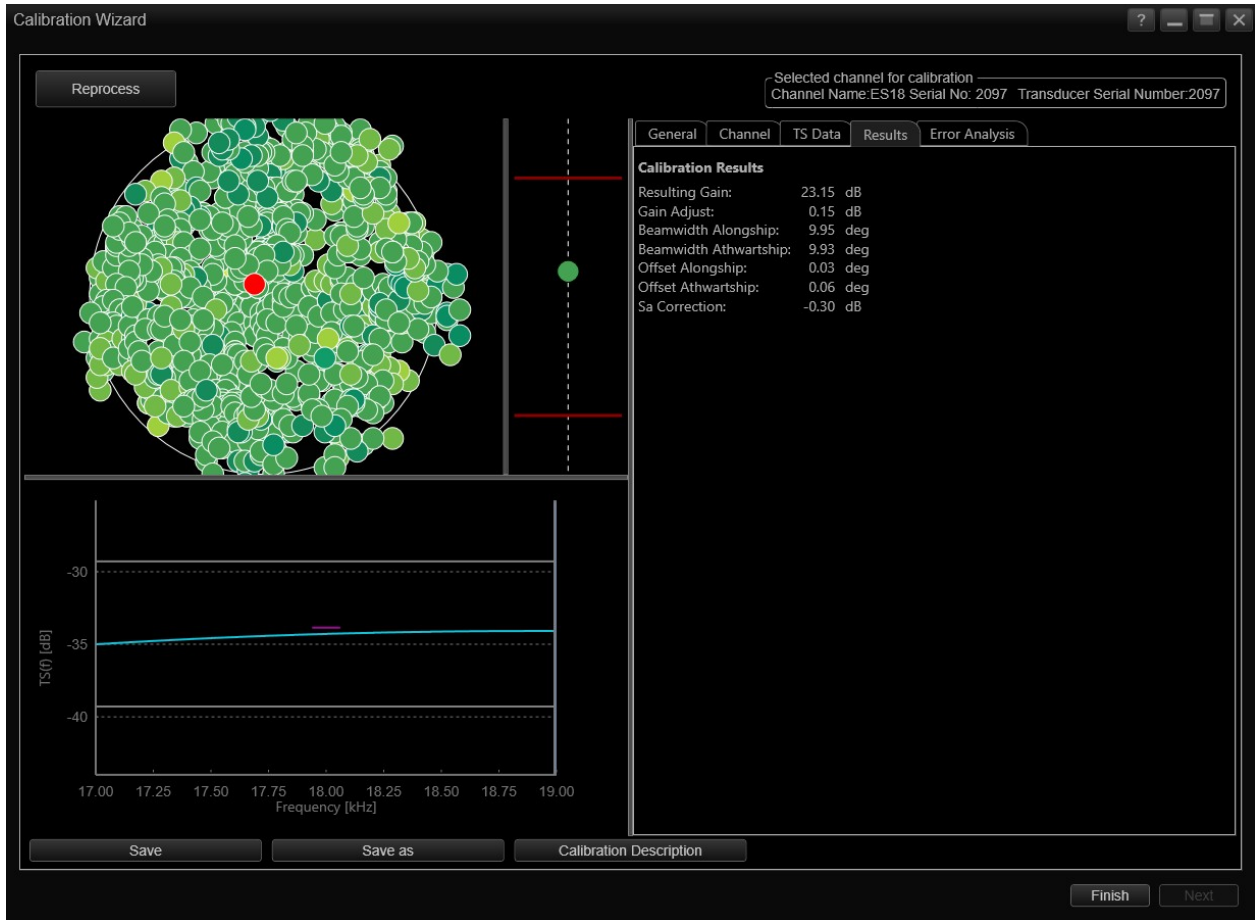 Calibration Wizard
?
Reprocess
Selected channel for calibration
Channel Name:ES18 Serial No: 2097 Transducer Serial Number:2097
General Channel TS Data Results Error Analysis
Calibration Results
Resulting Gain: 23.15 dB
Gain Adjust: 0.15 dB
Beamwidth Alongship: 9.95 deg
Beamwidth Athwartship: 9.93 deg
Offset Alongship: 0.03 deg
Offset Athwartship: 0.06 deg
Sa Correction: -0.30 dB
TS(f) [dB]
-30
-35
-40
17.00 17.25 17.50 17.75 18.00 18.25 18.50 18.75 19.00
Frequency [kHz]
Save Save as Calibration Description
Finish Next